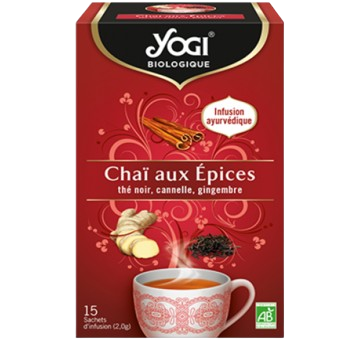 YOGI
BIOLOGIQUE
Infusion
ayurvédique
Chaï aux Épices
thé noir, cannelle, gingembre
15
Sachets
d'infusion (2,0g)
AB